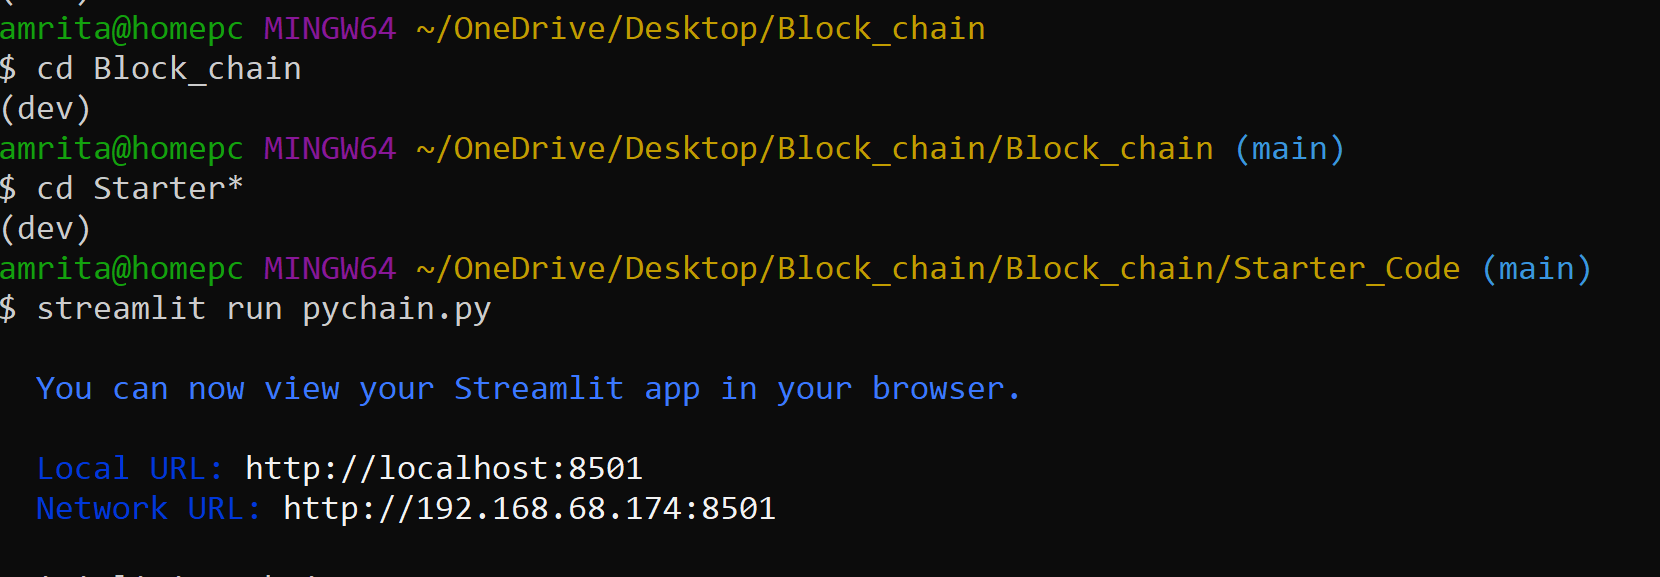 amrita@homepc MINGW64 ~/OneDrive/Desktop/Block_chain
$ cd Block_chain
(dev)
amrita@homepc MINGW64 ~/OneDrive/Desktop/Block_chain/Block_chain (main)
$ cd Starter*
(dev)
amrita@homepc MINGW64 ~/OneDrive/Desktop/Block_chain/Block_chain/Starter_Code (main)
$ streamlit run pychain.py
You can now view your Streamlit app in your browser.
Local URL: http://localhost:8501
Network URL: http://192.168.68.174:8501